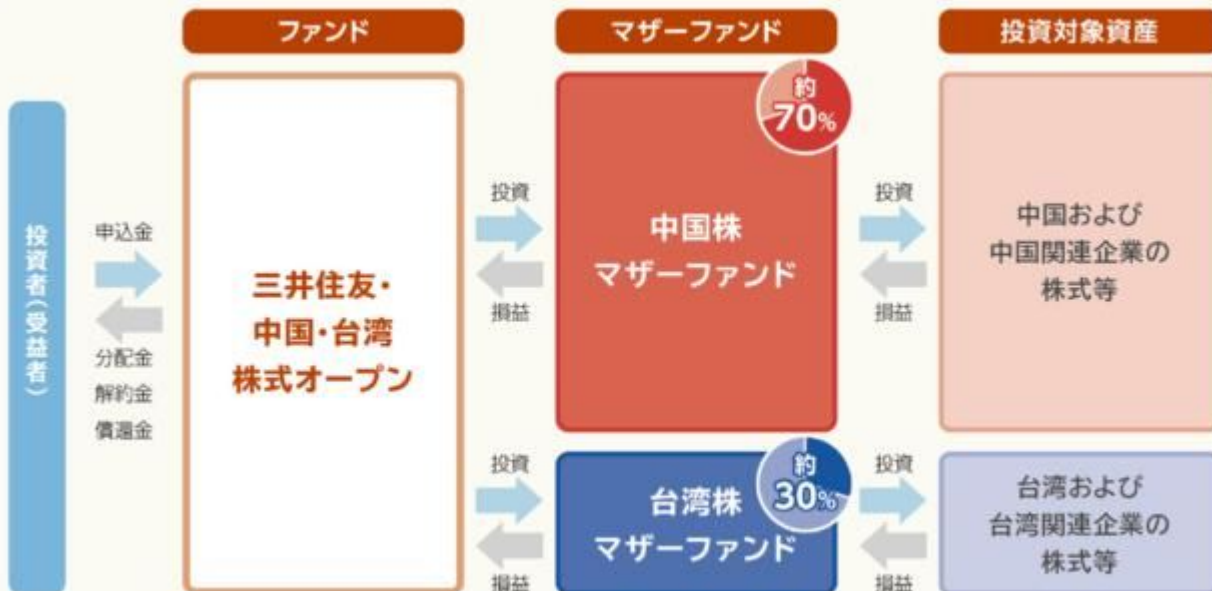 ファンド
マザーファンド
投資対象資産
投資者（受益者）
申込金
分配金
解約金
償還金
三井住友・
中国・台湾
株式オープン
投資
損益
約
70%
中国株
マザーファンド
投資
損益
中国および
中国関連企業の
株式等
投資
損益
約
30%
台湾株
マザーファンド
投資
損益
台湾および
台湾関連企業の
株式等